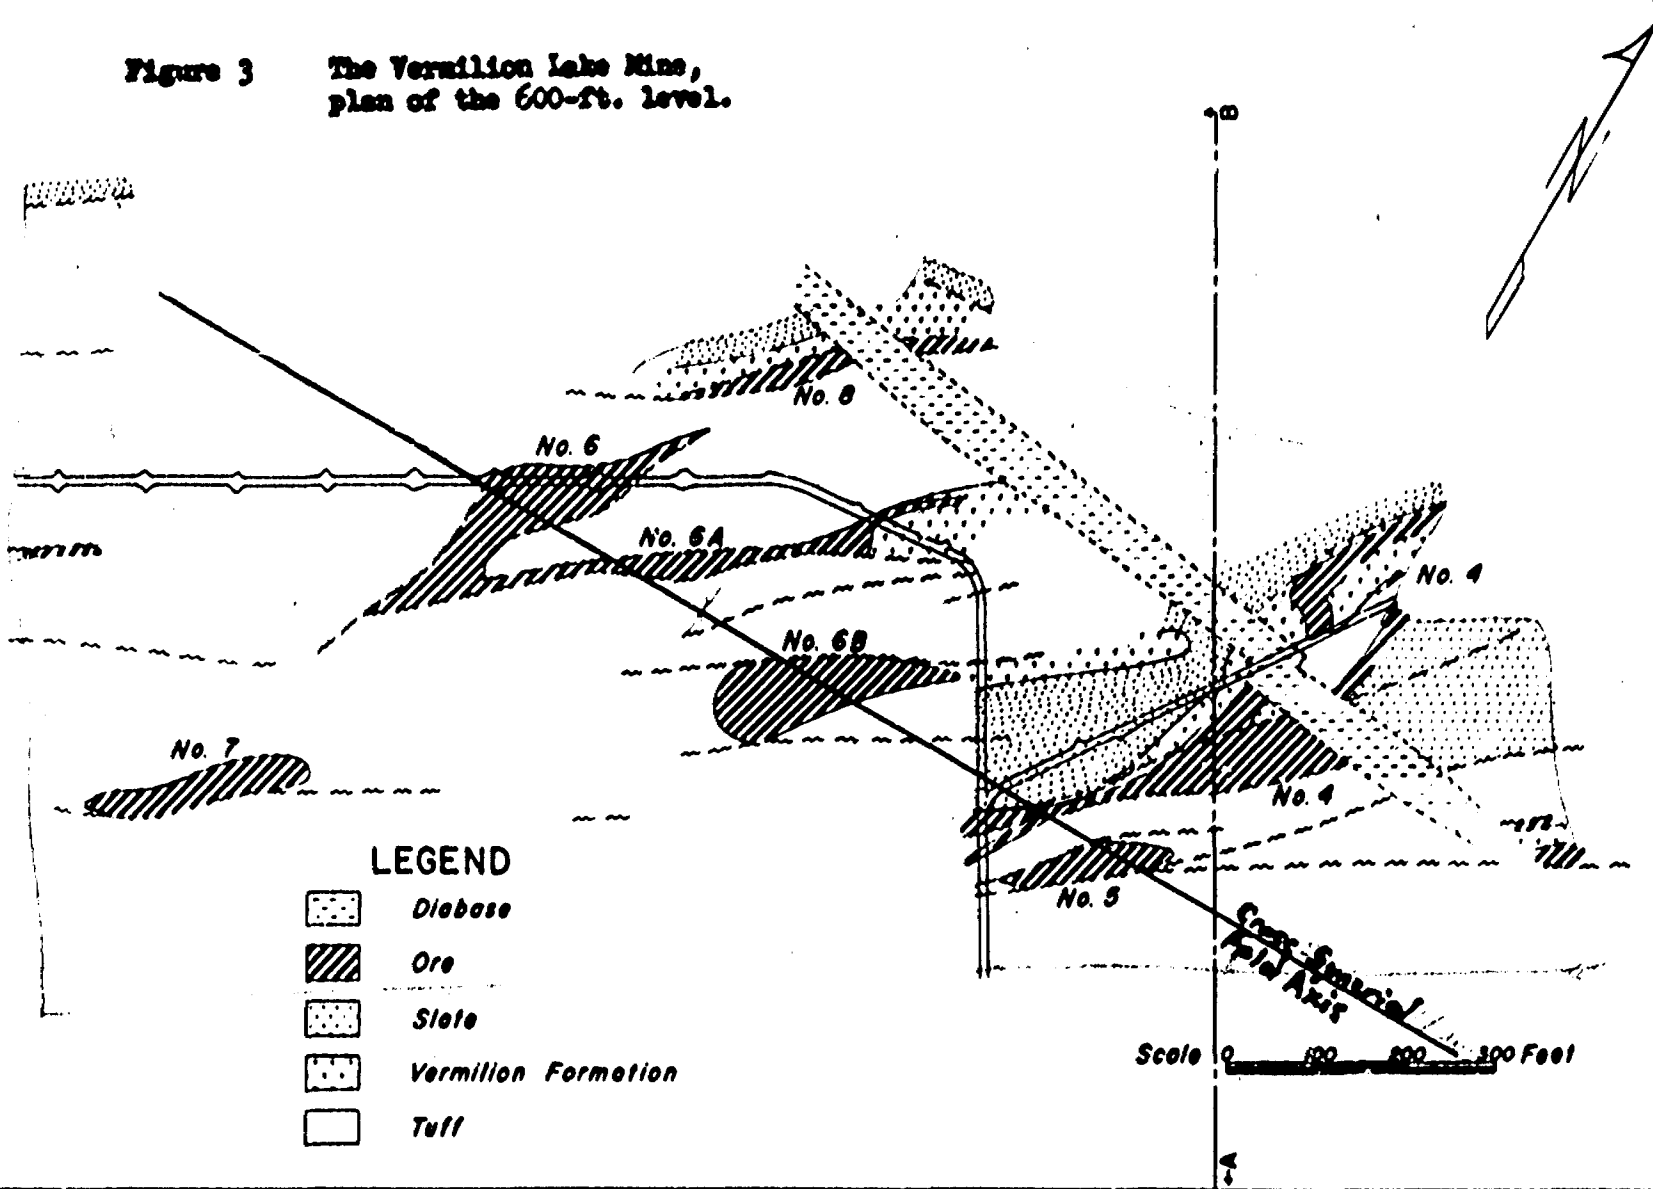 Figure 3 The Vermilion Lake Mine,
plan of the 600-ft. level.
B
N
No. 8
No. 6
No. 6A
No. 4
No. 6B
No. 7
No. 4
No. 5
LEGEND
Diabase
Ore
Slate
Vermilion Formation
Tuff
Fold Axis
Scale 0 100 200 300 Feet
A